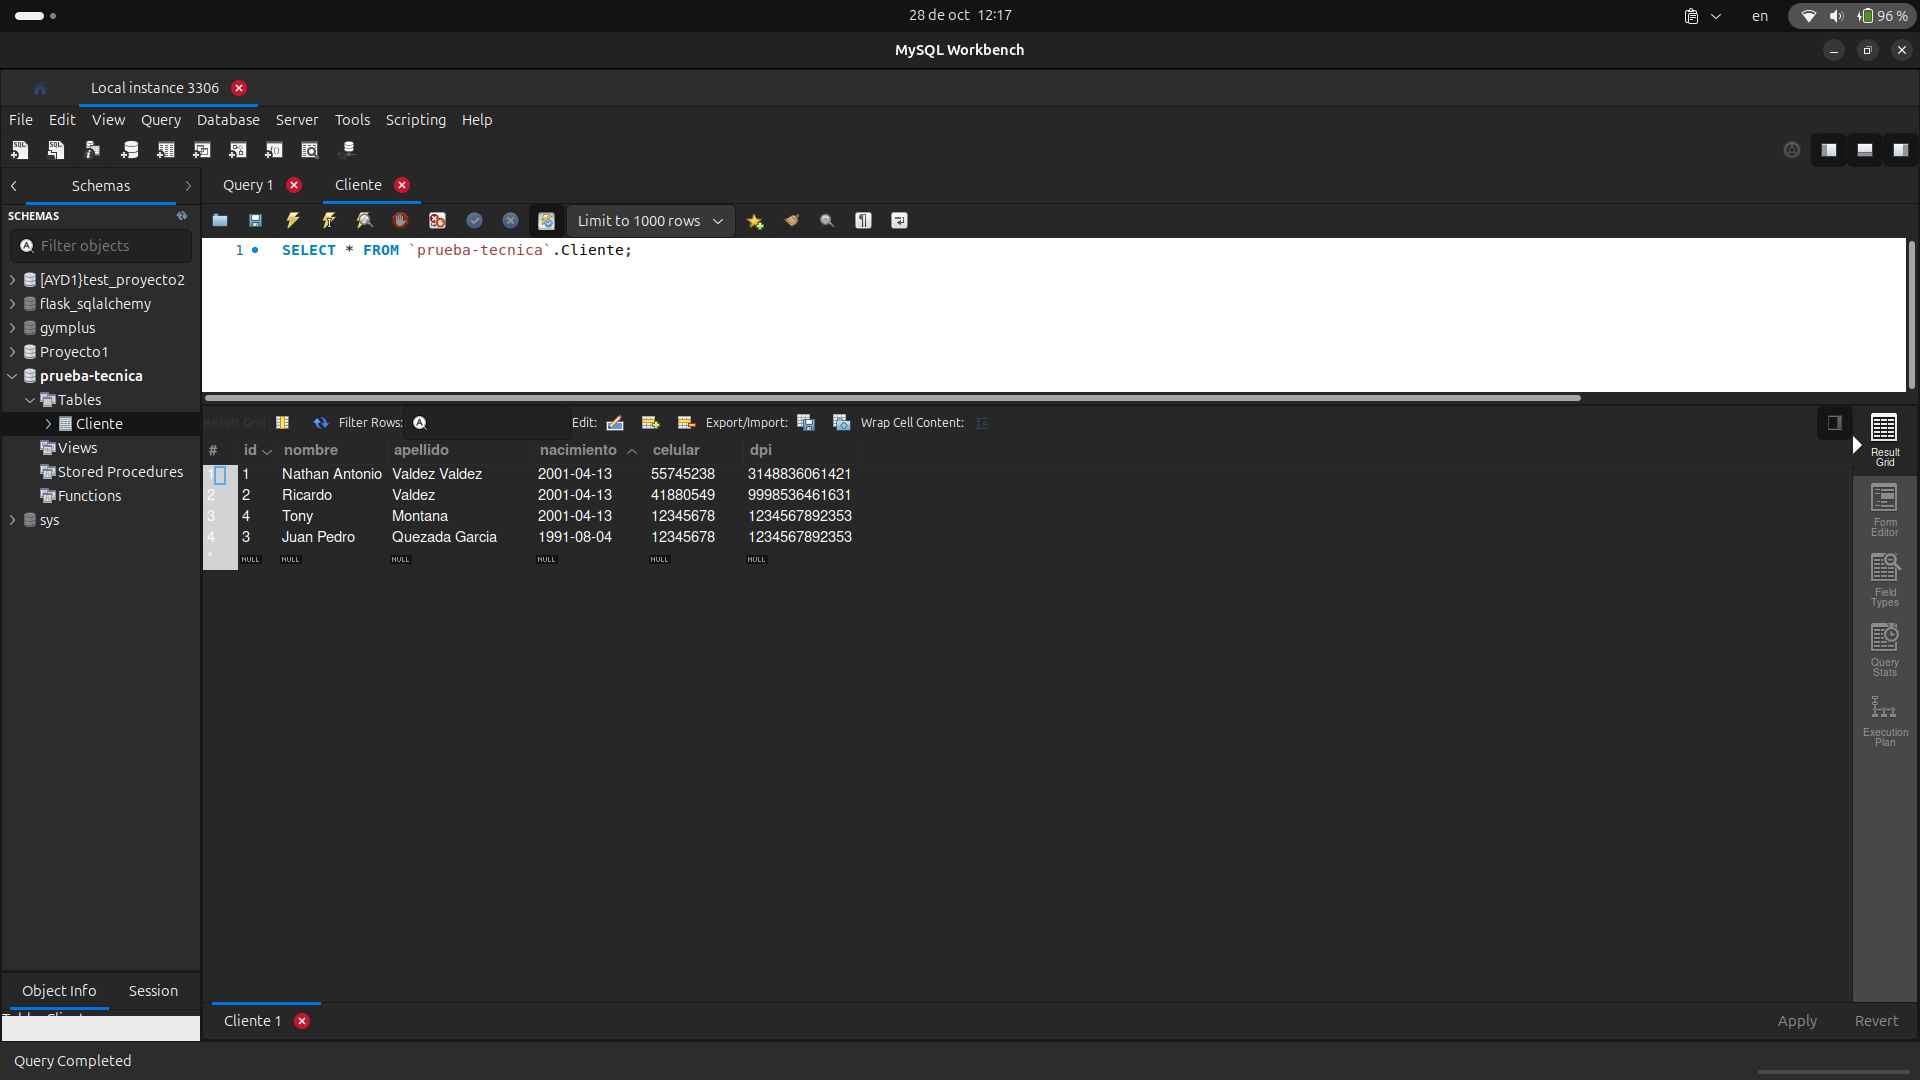 28 de oct 12:17
en
96 %
MySQL Workbench
Local instance 3306
File Edit View Query Database Server Tools Scripting Help
Schemas
Query 1
Cliente
SCHEMAS
Limit to 1000 rows
Filter objects
1 SELECT * FROM `prueba-tecnica`.Cliente;
[AYD1}test_proyecto2
flask_sqlalchemy
gymplus
Proyecto1
prueba-tecnica
Tables
Cliente
Views
Stored Procedures
Functions
sys
Result Grid Filter Rows: Edit: Export/Import: Wrap Cell Content:
# id nombre apellido nacimiento celular dpi
1 1 Nathan Antonio Valdez Valdez 2001-04-13 55745238 3148836061421
2 2 Ricardo Valdez 2001-04-13 41880549 9998536461631
3 4 Tony Montana 2001-04-13 12345678 1234567892353
4 3 Juan Pedro Quezada Garcia 1991-08-04 12345678 1234567892353
* NULL NULL NULL NULL NULL NULL
Result
Grid
Form
Editor
Field
Types
Query
Stats
Execution
Plan
Object Info Session
Cliente 1
Apply Revert
Query Completed